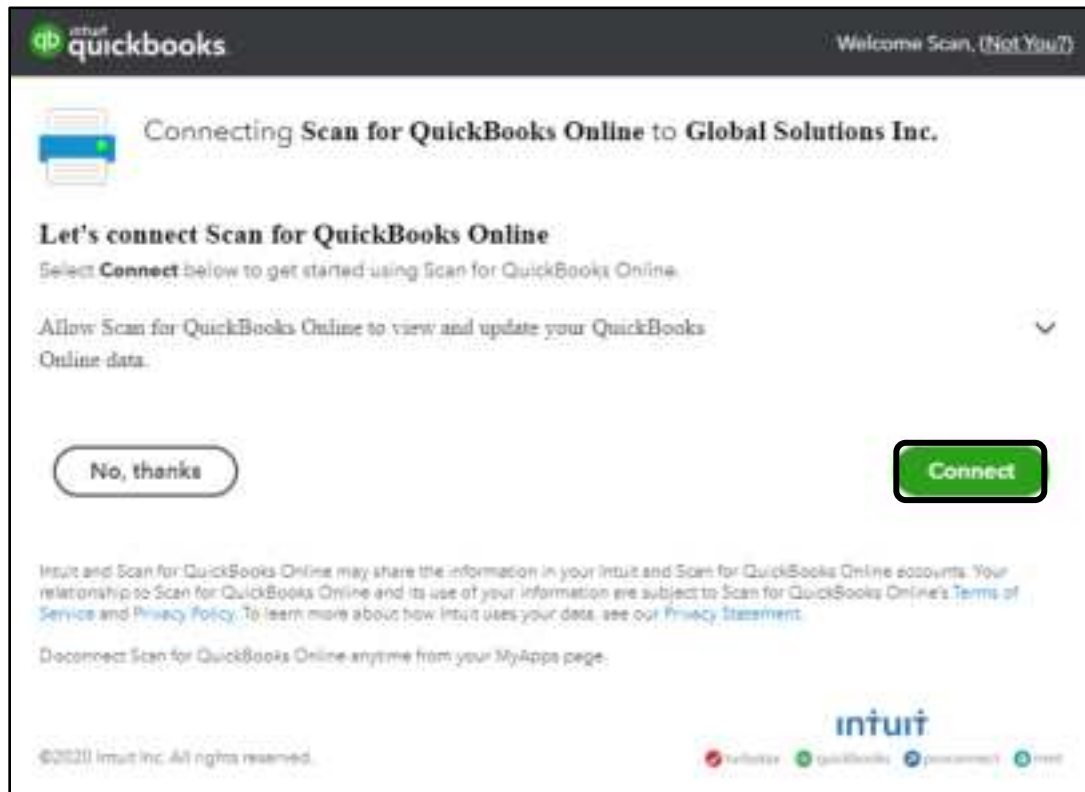 intuit
qb quickbooks
Welcome Scan, (Not You?)
Connecting Scan for QuickBooks Online to Global Solutions Inc.
Let's connect Scan for QuickBooks Online
Select Connect below to get started using Scan for QuickBooks Online.
Allow Scan for QuickBooks Online to view and update your QuickBooks
Online data.
No, thanks
Connect
Intuit and Scan for QuickBooks Online may share the information in your Intuit and Scan for QuickBooks Online accounts. Your
relationship to Scan for QuickBooks Online and its use of your information are subject to Scan for QuickBooks Online's Terms of
Service and Privacy Policy. To learn more about how Intuit uses your data, see our Privacy Statement.
Disconnect Scan for QuickBooks Online anytime from your MyApps page.
intuit
©2020 Intuit Inc. All rights reserved.
turbotax quickbooks proconnect mint